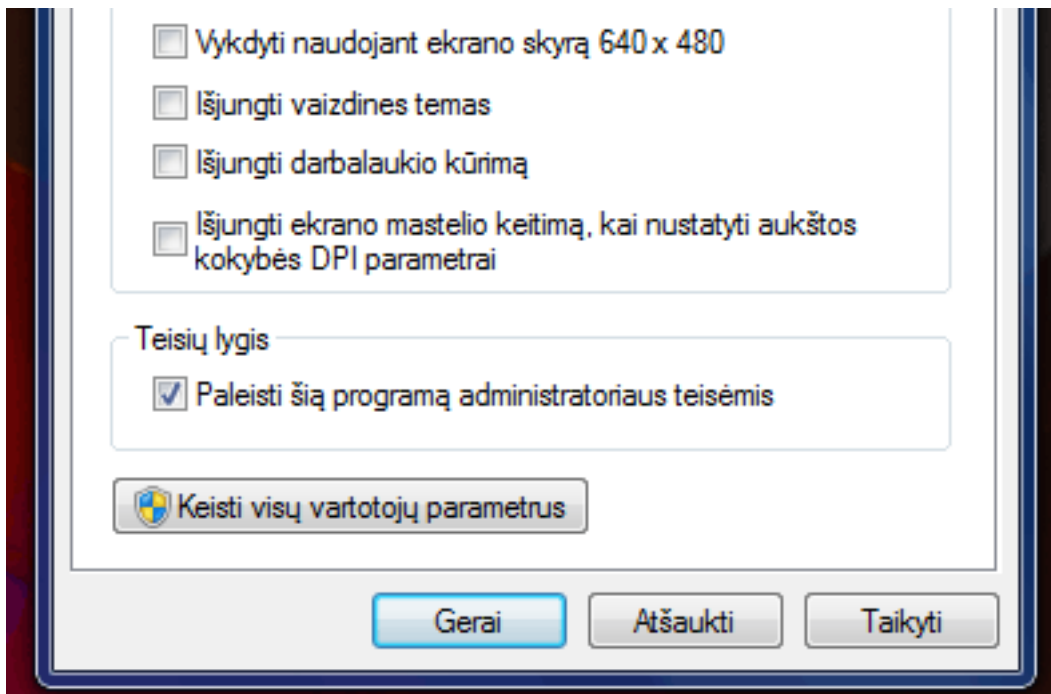 Vykdyti naudojant ekrano skyrą 640 x 480
Išjungti vaizdines temas
Išjungti darbalaukio kūrimą
Išjungti ekrano mastelio keitimą, kai nustatyti aukštos
kokybės DPI parametrai
Teisių lygis
Paleisti šią programą administratoriaus teisėmis
Keisti visų vartotojų parametrus
Gerai Atšaukti Taikyti